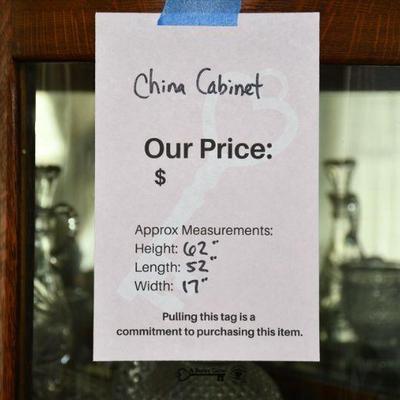 China Cabinet
Our Price:
$
Approx Measurements:
Height: 62"
Length: 52"
Width: 17"
Pulling this tag is a
commitment to purchasing this item.